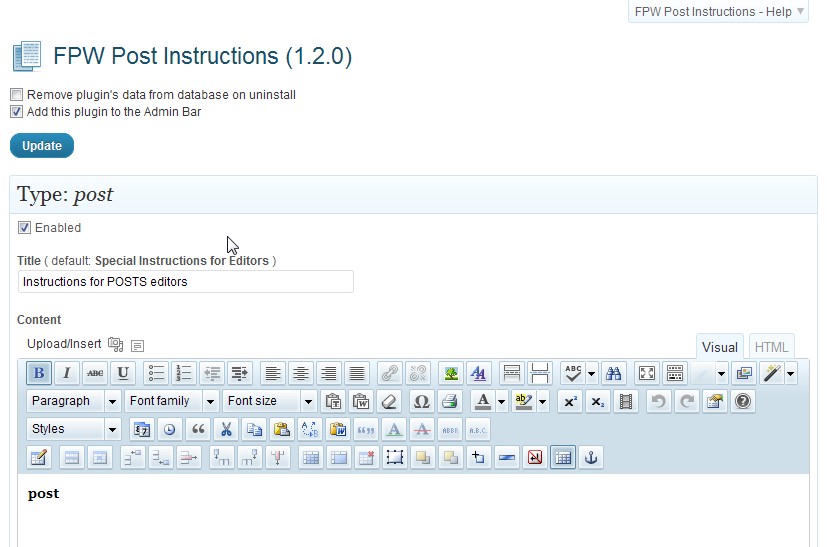 FPW Post Instructions - Help
FPW Post Instructions (1.2.0)
Remove plugin's data from database on uninstall
Add this plugin to the Admin Bar
Update
Type: post
Enabled
Title ( default: Special Instructions for Editors )
Instructions for POSTS editors
Content
Upload/Insert
Visual HTML
B I ABC U ABC
Paragraph Font family Font size
Styles
post